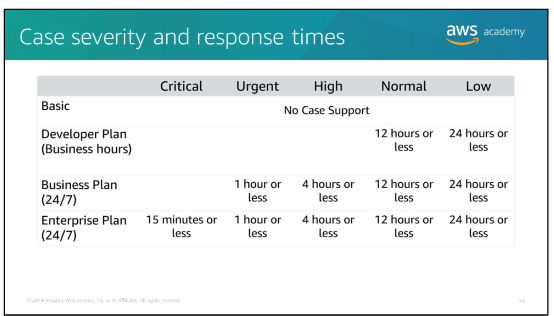 Case severity and response times
aws academy
Critical Urgent High Normal Low
Basic No Case Support
Developer Plan 12 hours or 24 hours or
(Business hours) less less
Business Plan 1 hour or 4 hours or 12 hours or 24 hours or
(24/7) less less less less
Enterprise Plan 15 minutes or 1 hour or 4 hours or 12 hours or 24 hours or
(24/7) less less less less less
© 2019 Amazon Web Services, Inc. or its Affiliates. All rights reserved.
52